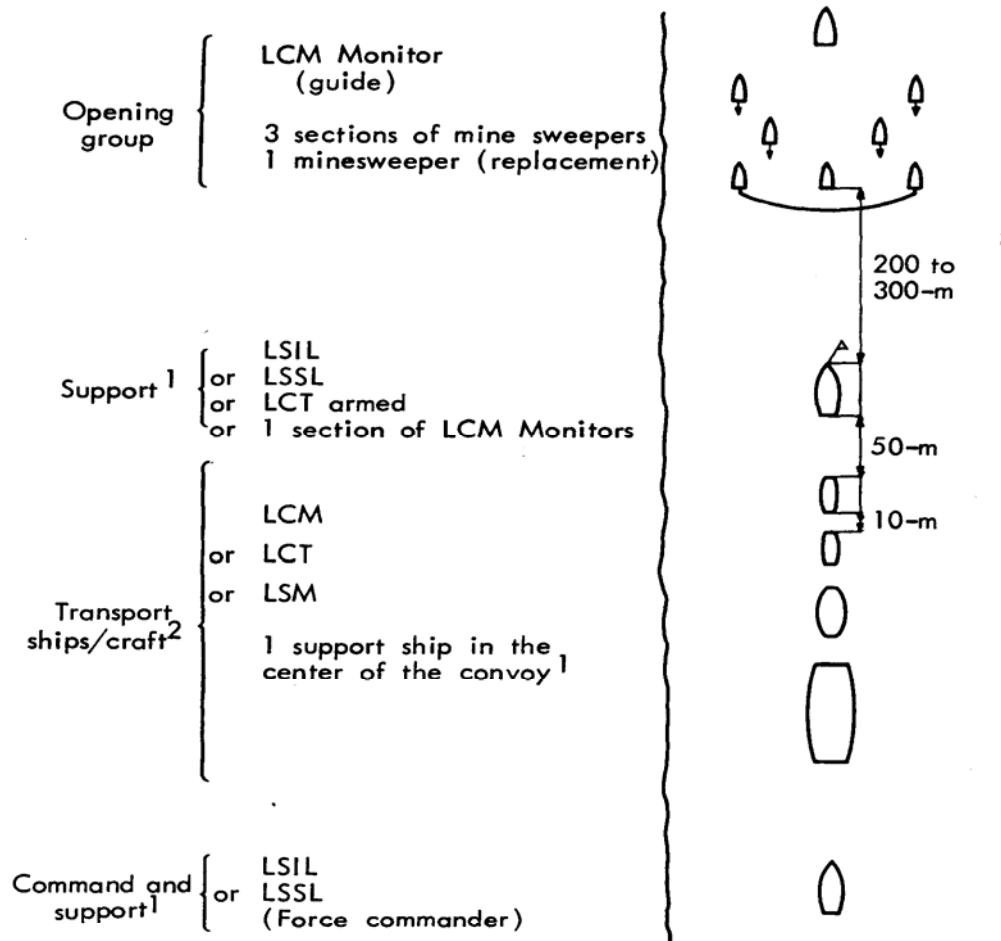 Opening
group
LCM Monitor
(guide)
3 sections of mine sweepers
1 minesweeper (replacement)
200 to
300-m
Support1
LSIL
or LSSL
or LCT armed
or 1 section of LCM Monitors
50-m
10-m
Transport
ships/craft2
LCM
or LCT
or LSM
1 support ship in the
center of the convoy1
Command and
support1
LSIL
or LSSL
(Force commander)